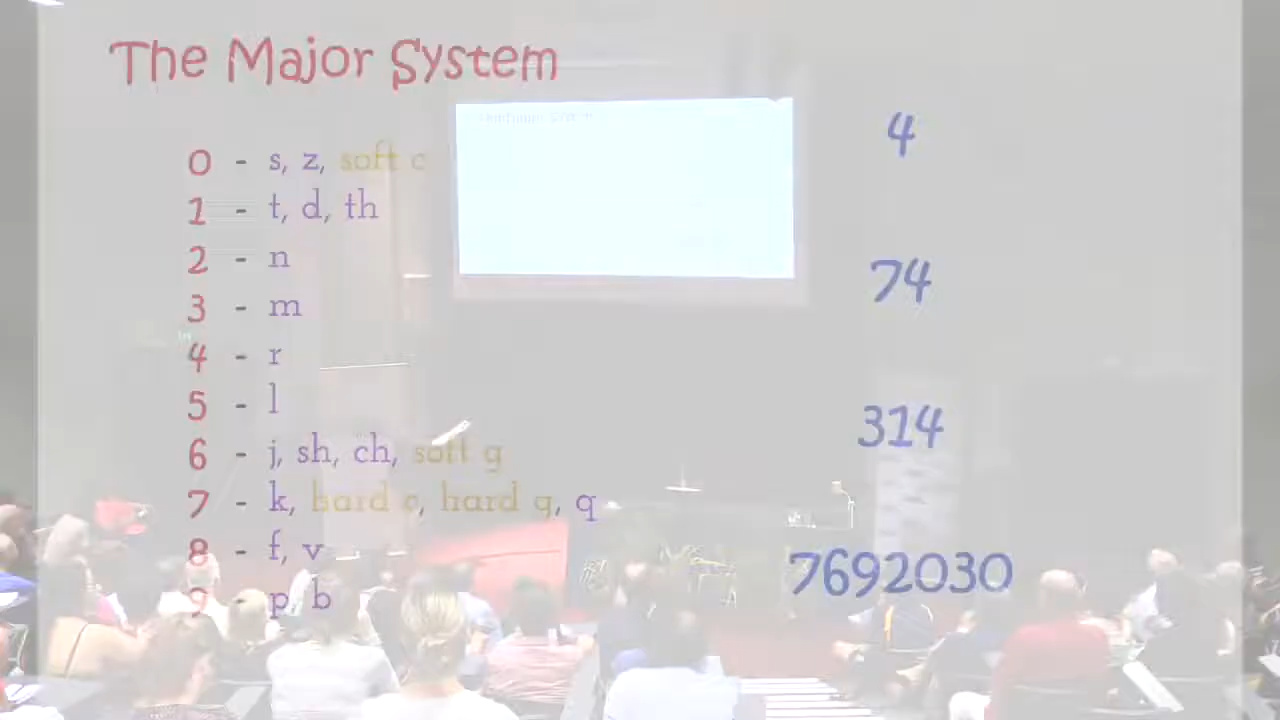 The Major System
0 - s, z, soft c
1 - t, d, th
2 - n
3 - m
4 - r
5 - l
6 - j, sh, ch, soft g
7 - k, hard c, hard g, q
8 - f, v
9 - p b
4
74
314
7692030